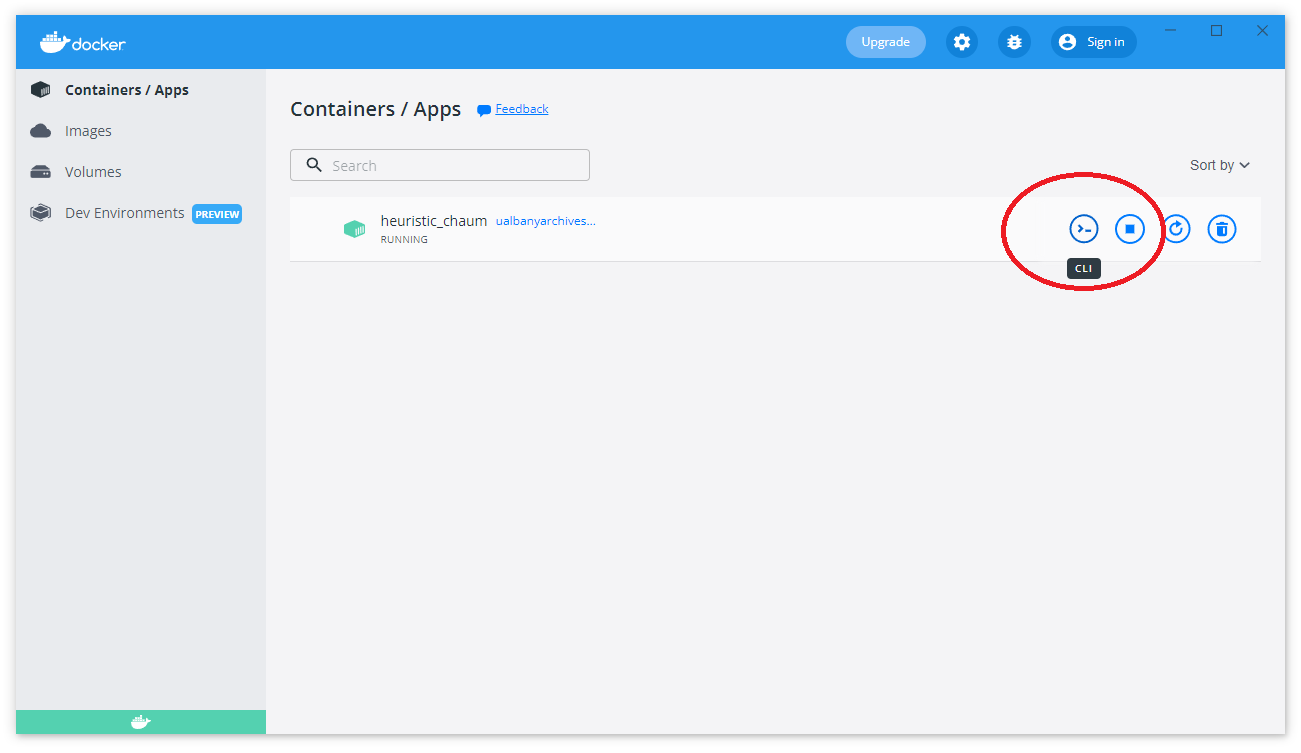 docker
Upgrade
Sign in
Containers / Apps
Images
Volumes
Dev Environments PREVIEW
Containers / Apps Feedback
Search
Sort by
heuristic_chaum ualbanyarchives...
RUNNING
CLI